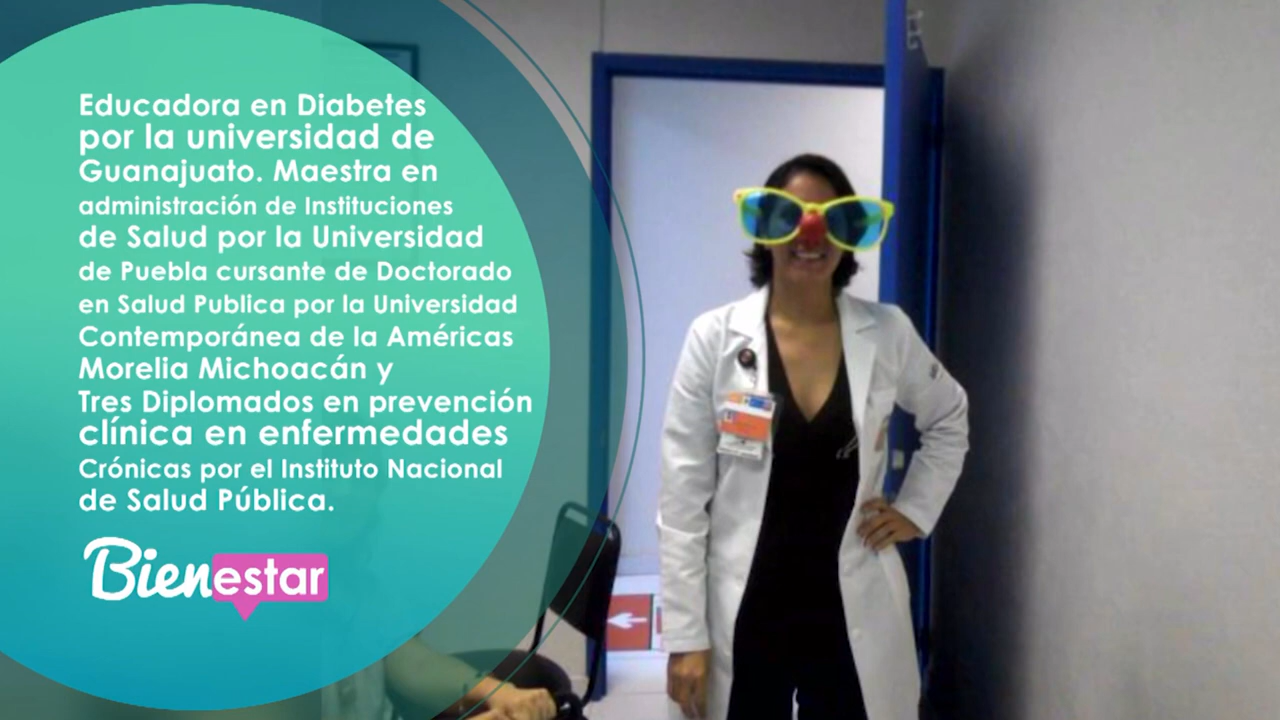 Educadora en Diabetes
por la universidad de
Guanajuato. Maestra en
administración de Instituciones
de Salud por la Universidad
de Puebla cursante de Doctorado
en Salud Publica por la Universidad
Contemporánea de la Américas
Morelia Michoacán y
Tres Diplomados en prevención
clínica en enfermedades
Crónicas por el Instituto Nacional
de Salud Pública.
Bienestar